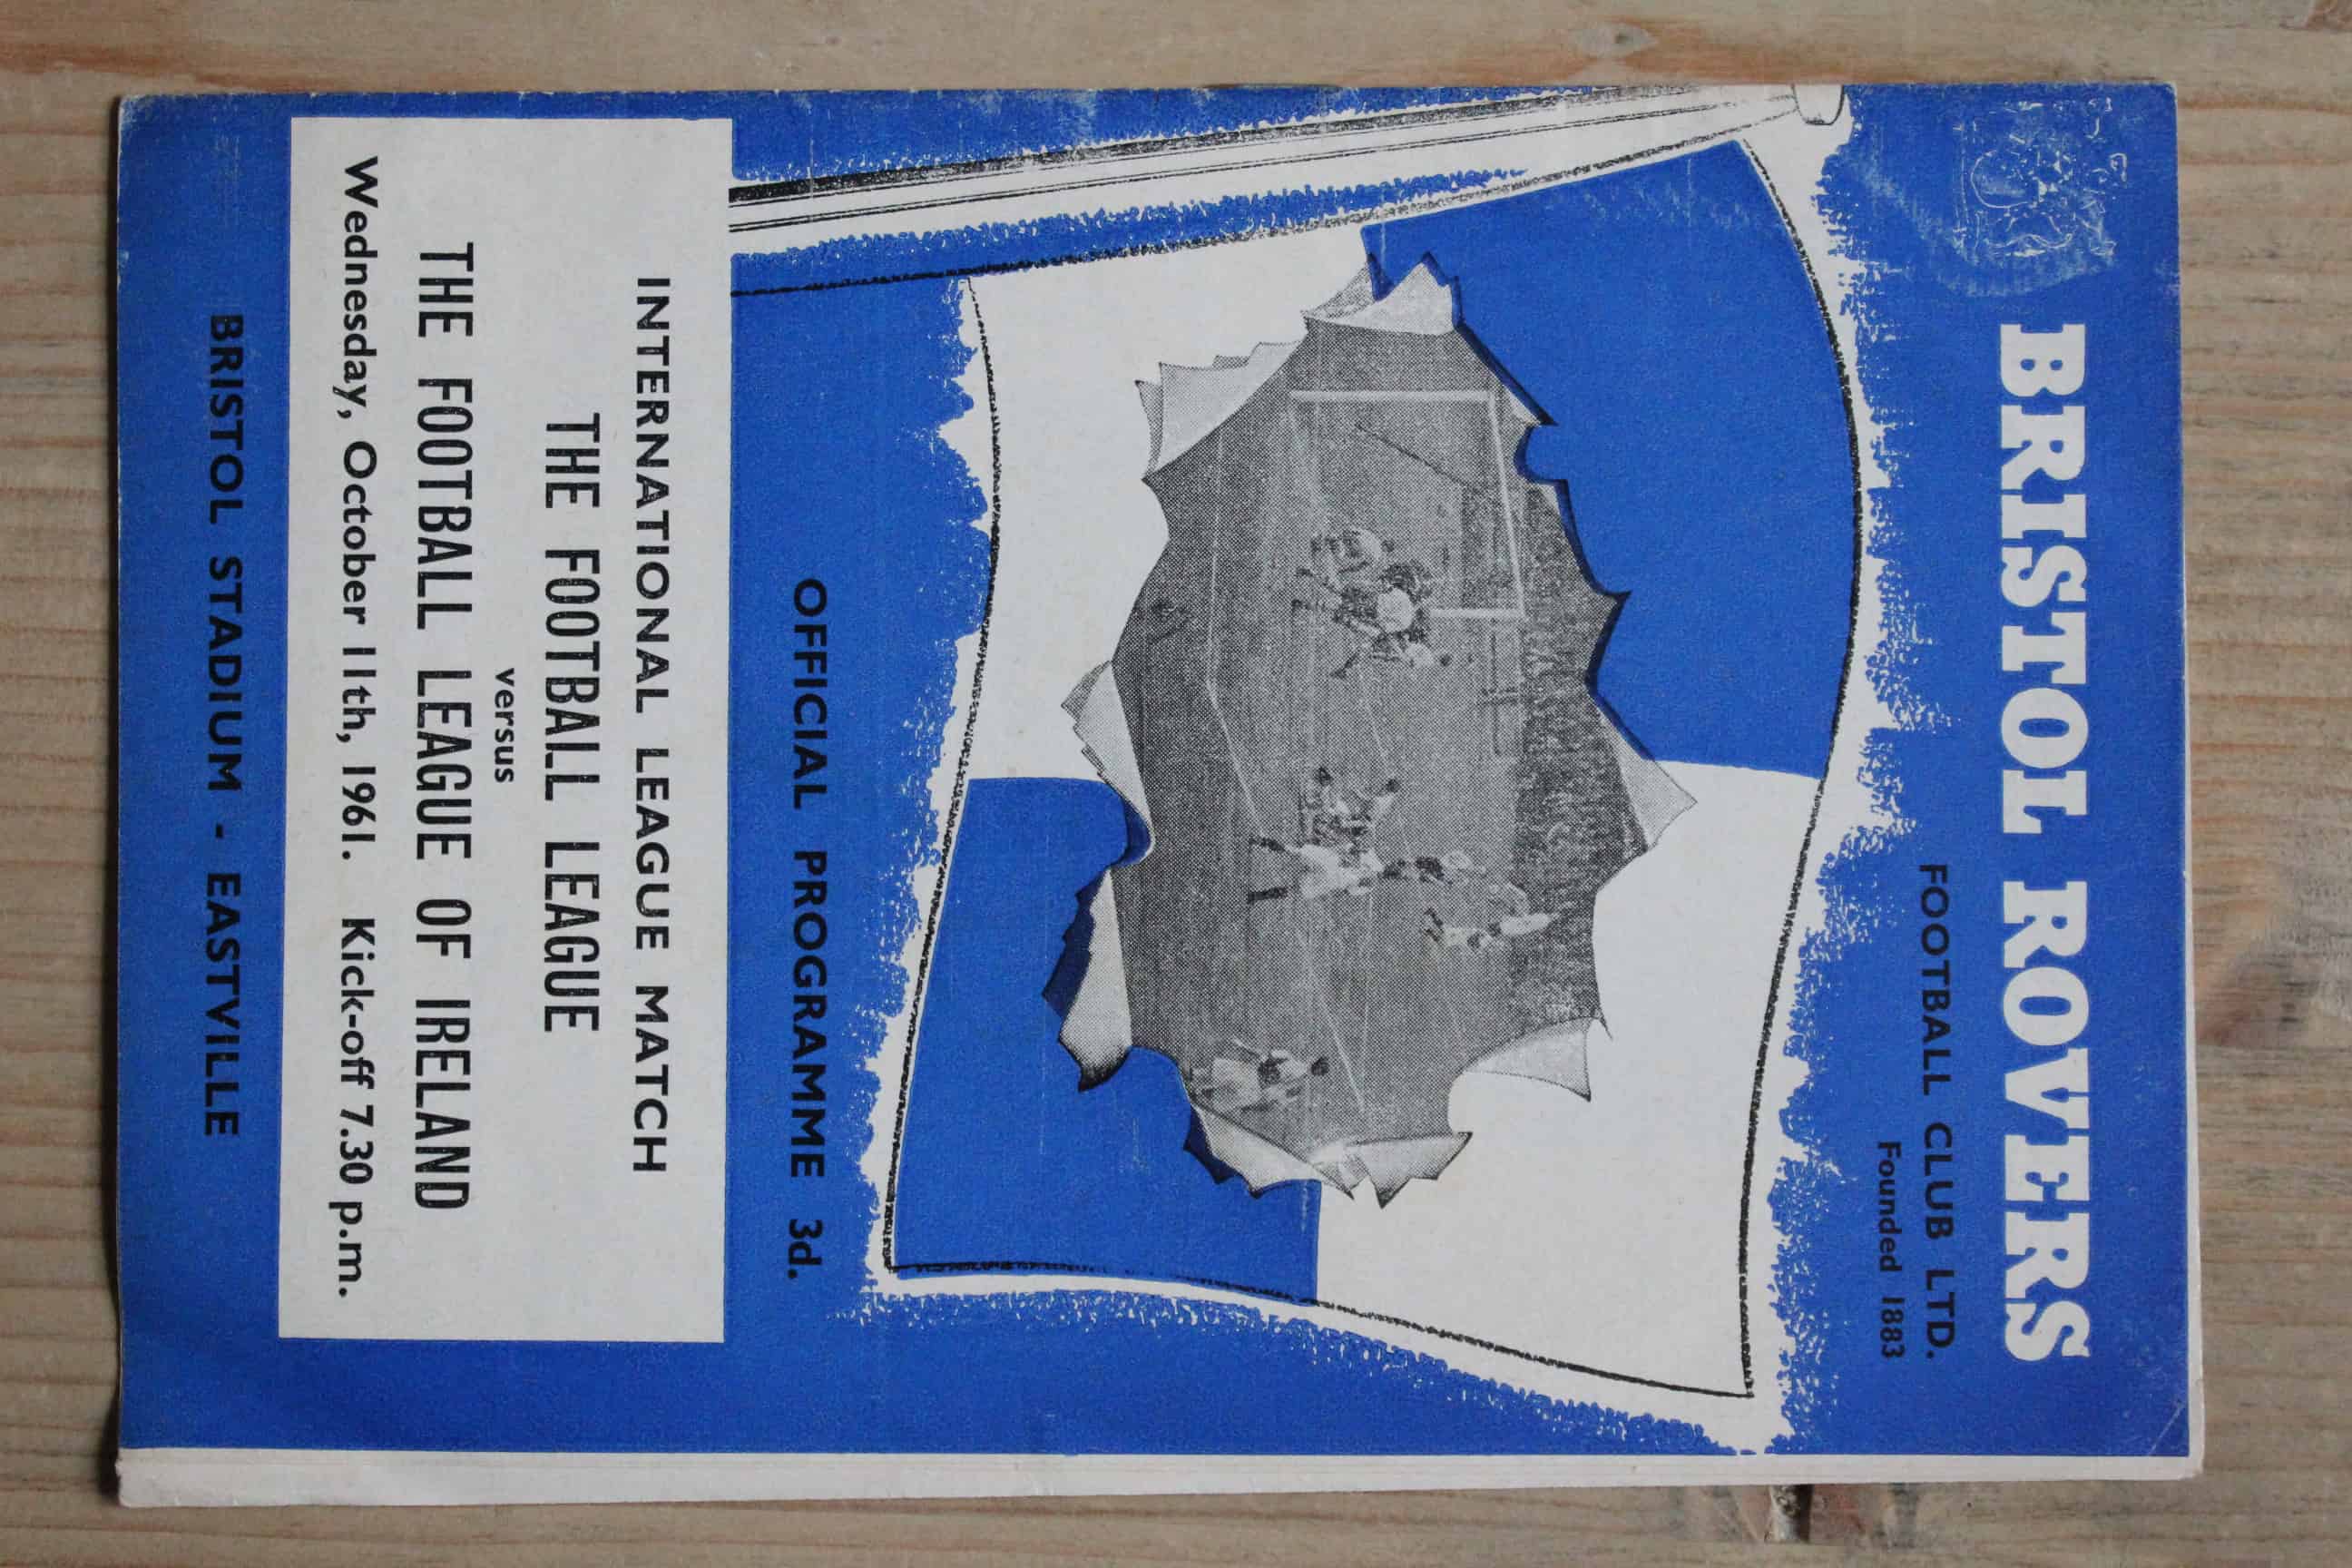 BRISTOL ROVERS
FOOTBALL CLUB LTD.
Founded 1883
OFFICIAL PROGRAMME 3d.
INTERNATIONAL LEAGUE MATCH
THE FOOTBALL LEAGUE
versus
THE FOOTBALL LEAGUE OF IRELAND
Wednesday, October 11th, 1961. Kick-off 7.30 p.m.
BRISTOL STADIUM - EASTVILLE